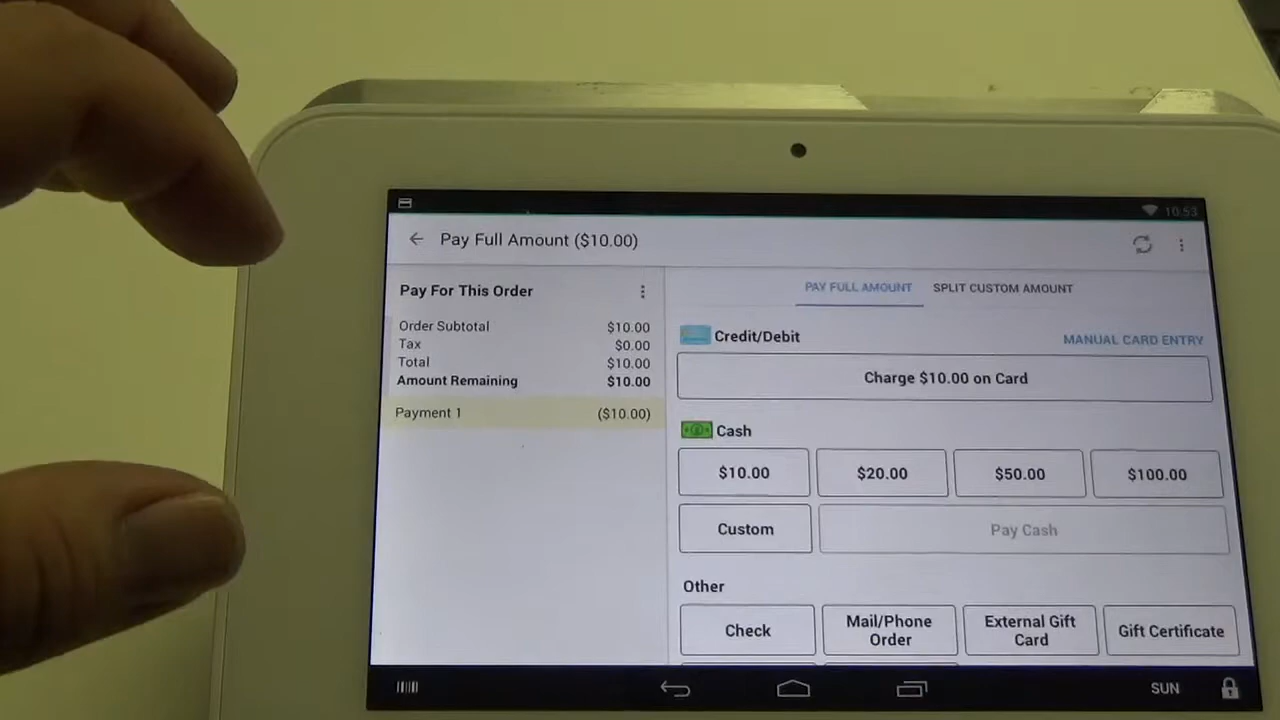 10:53
Pay Full Amount ($10.00)
Pay For This Order
Order Subtotal $10.00
Tax $0.00
Total $10.00
Amount Remaining $10.00
Payment 1 ($10.00)
PAY FULL AMOUNT SPLIT CUSTOM AMOUNT
Credit/Debit MANUAL CARD ENTRY
Charge $10.00 on Card
Cash
$10.00 $20.00 $50.00 $100.00
Custom Pay Cash
Other
Check
Mail/Phone
Order
External Gift
Card
Gift Certificate
SUN